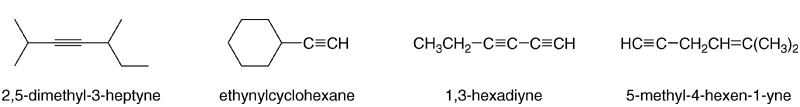 C≡CH CH₃CH₂–C≡C–C≡CH HC≡C–CH₂CH=C(CH₃)₂
2,5-dimethyl-3-heptyne ethynylcyclohexane 1,3-hexadiyne 5-methyl-4-hexen-1-yne